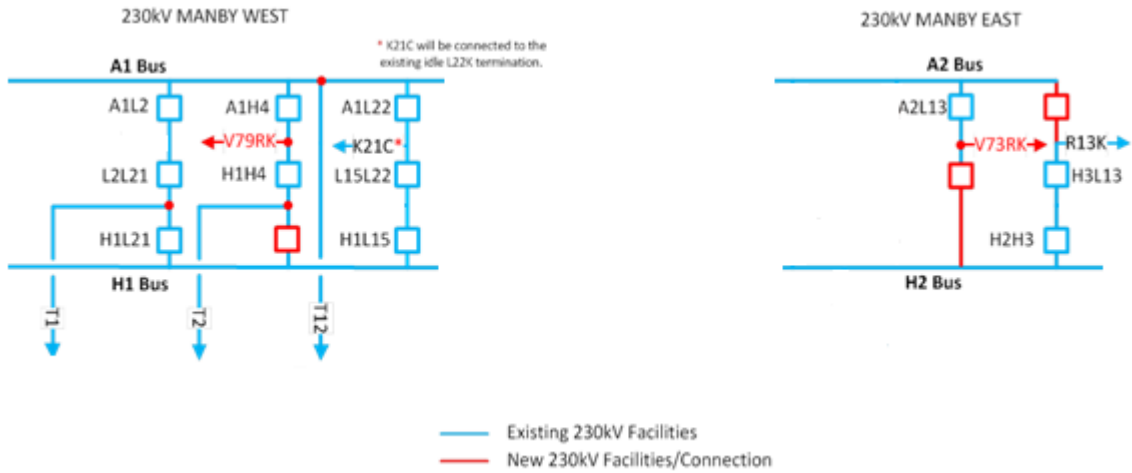 230kV MANBY WEST
230kV MANBY EAST
* K21C will be connected to the
existing idle L22K termination.
A1 Bus
A2 Bus
A1L2
A1H4
A1L22
A2L13
V79RK
K21C*
V73RK
R13K
L2L21
H1H4
L15L22
H3L13
H1L21
H1L15
H2H3
H1 Bus
H2 Bus
T1
T2
T12
Existing 230kV Facilities
New 230kV Facilities/Connection